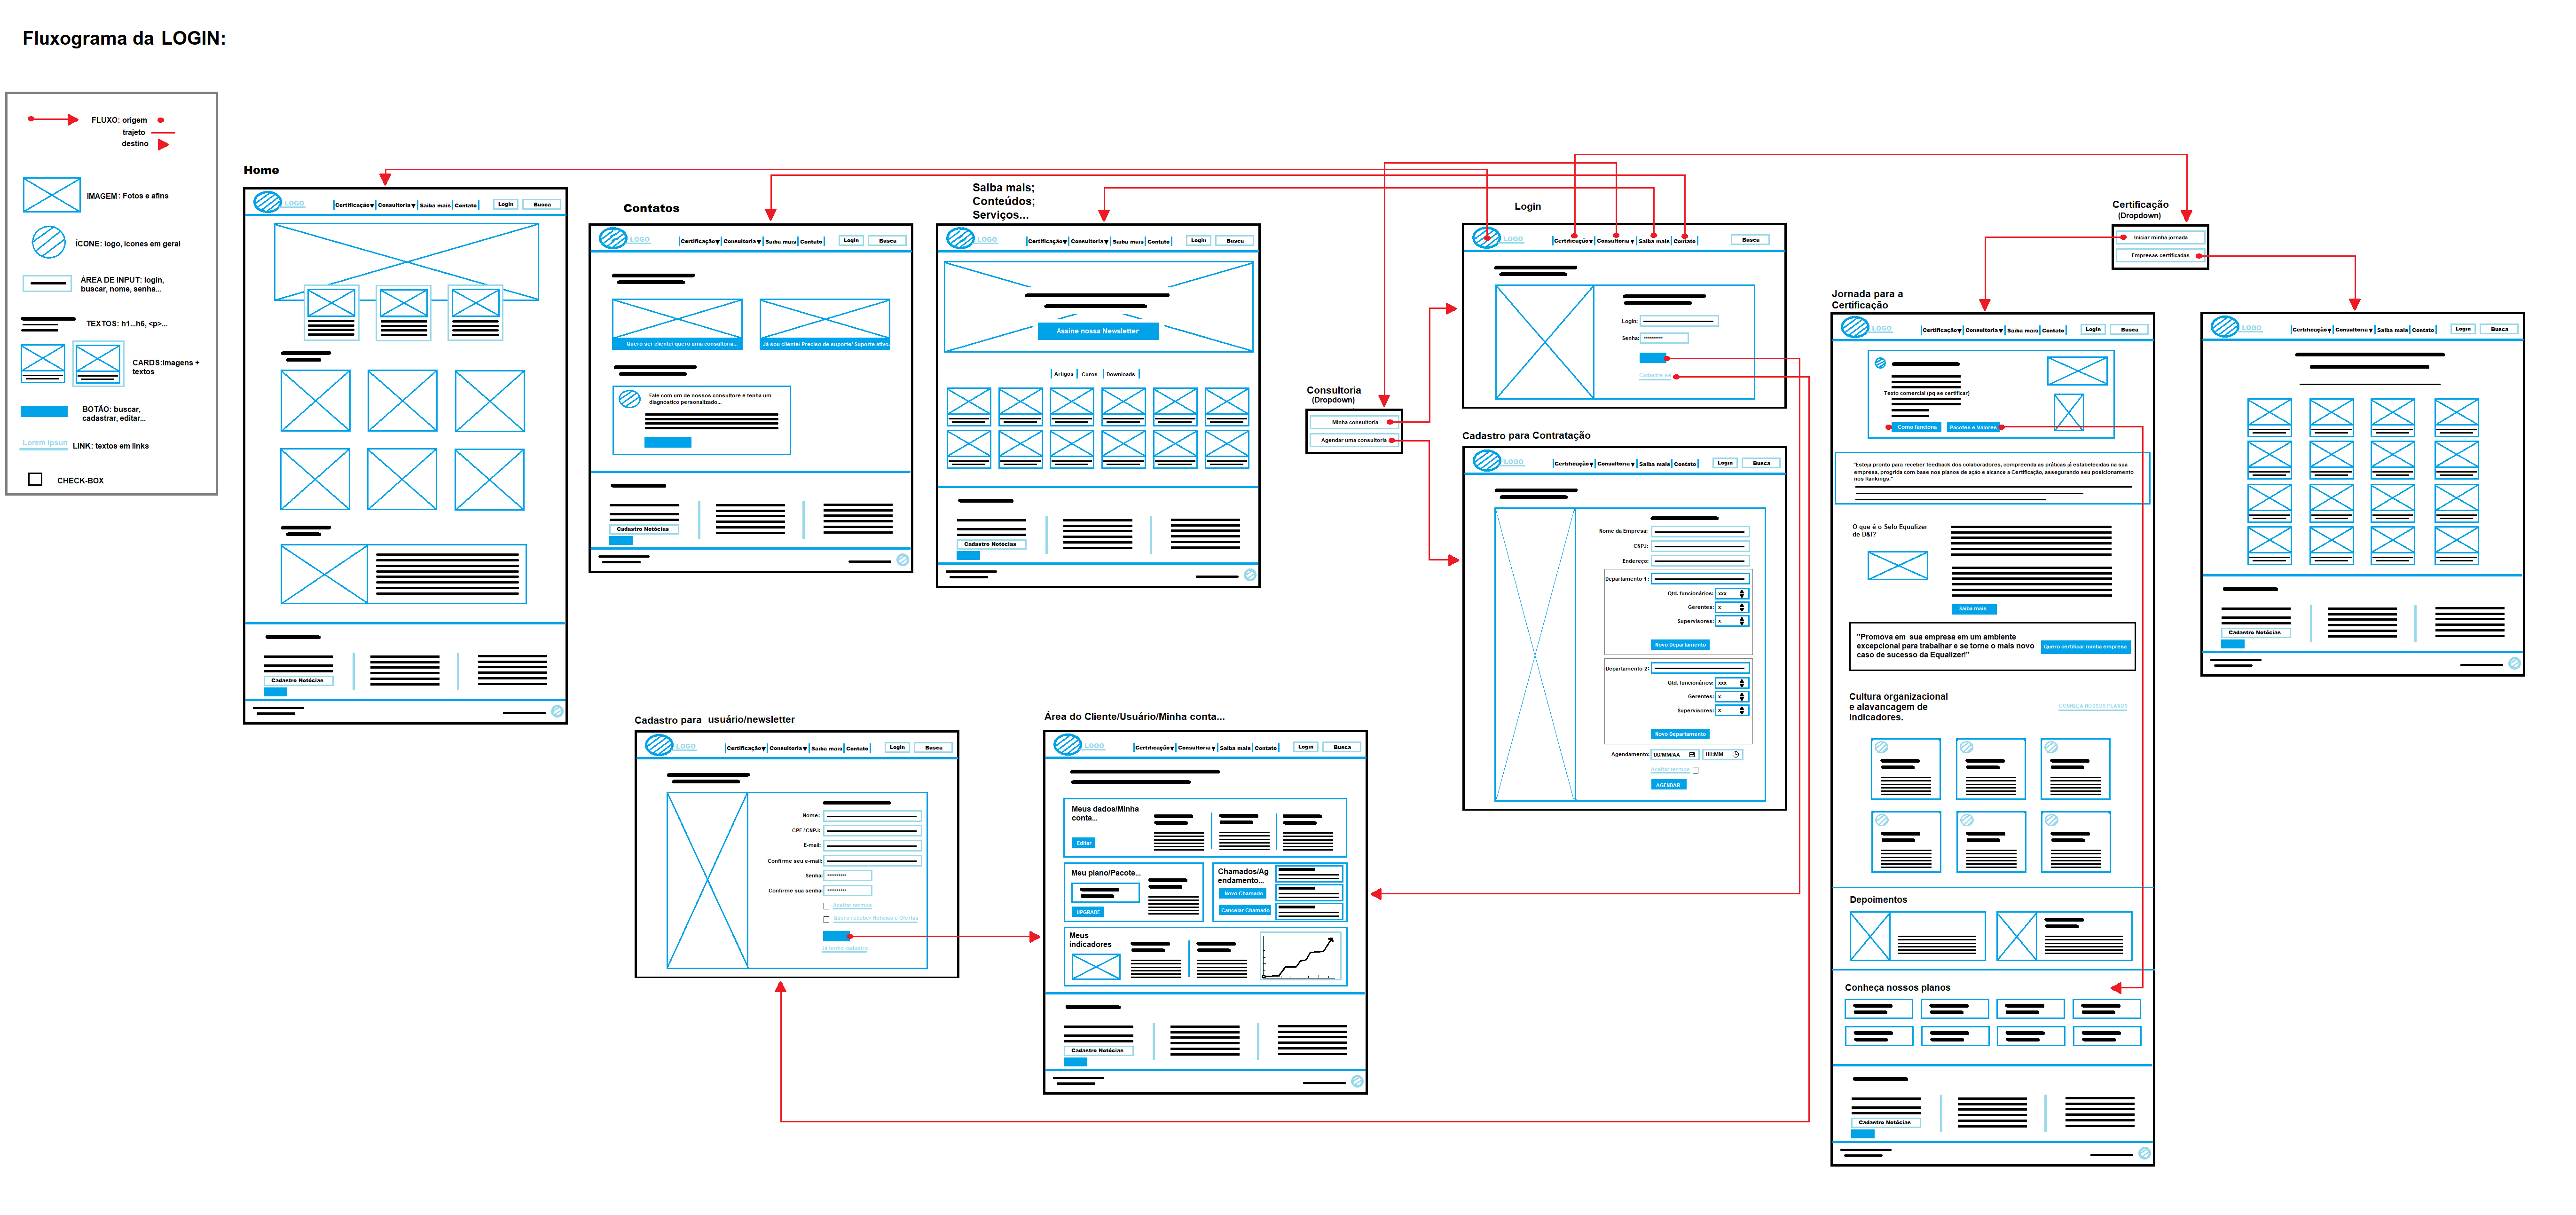 Fluxograma da LOGIN:
FLUXO: origem
trajeto
destino
IMAGEM: Fotos e afins
ÍCONE: logo, ícones em geral
ÁREA DE INPUT: login,
buscar, nome, senha...
TEXTOS: h1...h6, <p>...
CARDS:imagens +
textos
BOTÃO: buscar,
cadastrar, editar...
Lorem Ipsun
LINK: textos em links
CHECK-BOX
Home
LOGO
Certificação▾ Consultoria▾ Saiba mais Contato
Login
Busca
Cadastro Notócias
Contatos
LOGO
Certificação▾ Consultoria▾ Saiba mais Contato
Login
Busca
Quero ser cliente! quero uma consultoria...
Já sou cliente! Preciso de suporte! Suporte ativo.
Fale com um de nossos consultore e tenha um
diagnóstico personalizado...
Cadastro Notócias
Saiba mais;
Conteúdos;
Serviços...
LOGO
Certificação▾ Consultoria▾ Saiba mais Contato
Login
Busca
Assine nossa Newsletter
Artigos Curos Downloads
Cadastro Notócias
Consultoria
(Dropdown)
Minha consultoria
Agendar uma consultoria
Login
LOGO
Certificação▾ Consultoria▾ Saiba mais Contato
Busca
Login:
Senha: *********
Cadastre-se
Cadastro para Contratação
LOGO
Certificação▾ Consultoria▾ Saiba mais Contato
Login
Busca
Nome da Empresa:
CNPJ:
Endereço:
Departamento 1:
Qtd. funcionários: xxx
Gerentes: x
Supervisores: x
Novo Departamento
Departamento 2:
Qtd. funcionários: xxx
Gerentes: x
Supervisores: x
Novo Departamento
Agendamento: DD/MM/AA HH:MM
Aceitar termos
AGENDAR
Certificação
(Dropdown)
Iniciar minha jornada
Empresas certificadas
Jornada para a
Certificação
LOGO
Certificação▾ Consultoria▾ Saiba mais Contato
Login
Busca
Texto comercial (pq se certificar)
Como funciona
Pacotes e Valores
"Esteja pronto para receber feedback dos colaboradores, compreenda as práticas já estabelecidas na sua
empresa, progrida com base nos planos de ação e alcance a Certificação, assegurando seu posicionamento
nos Rankings."
O que é o Selo Equalizer
de D&I?
Saiba mais
"Promova em sua empresa em um ambiente
excepcional para trabalhar e se torne o mais novo
caso de sucesso da Equalizer!"
Quero certificar minha empresa
Cultura organizacional
e alavancagem de
indicadores.
CONHEÇA NOSSOS PLANOS
Depoimentos
Conheça nossos planos
Cadastro Notócias
LOGO
Certificação▾ Consultoria▾ Saiba mais Contato
Login
Busca
Cadastro Notócias
Cadastro para usuário/newsletter
LOGO
Certificação▾ Consultoria▾ Saiba mais Contato
Login
Busca
Nome:
CPF / CNPJ:
E-mail:
Confirme seu e-mail:
Senha: *********
Confirme sua senha: *********
Aceitar termos
Quero receber Notícias e Ofertas
Já tenho cadastro
Área do Cliente/Usuário/Minha conta...
LOGO
Certificação▾ Consultoria▾ Saiba mais Contato
Login
Busca
Meus dados/Minha
conta...
Editar
Meu plano/Pacote...
UPGRADE
Chamados/Ag
endamento...
Novo Chamado
Cancelar Chamado
Meus
indicadores
Cadastro Notócias